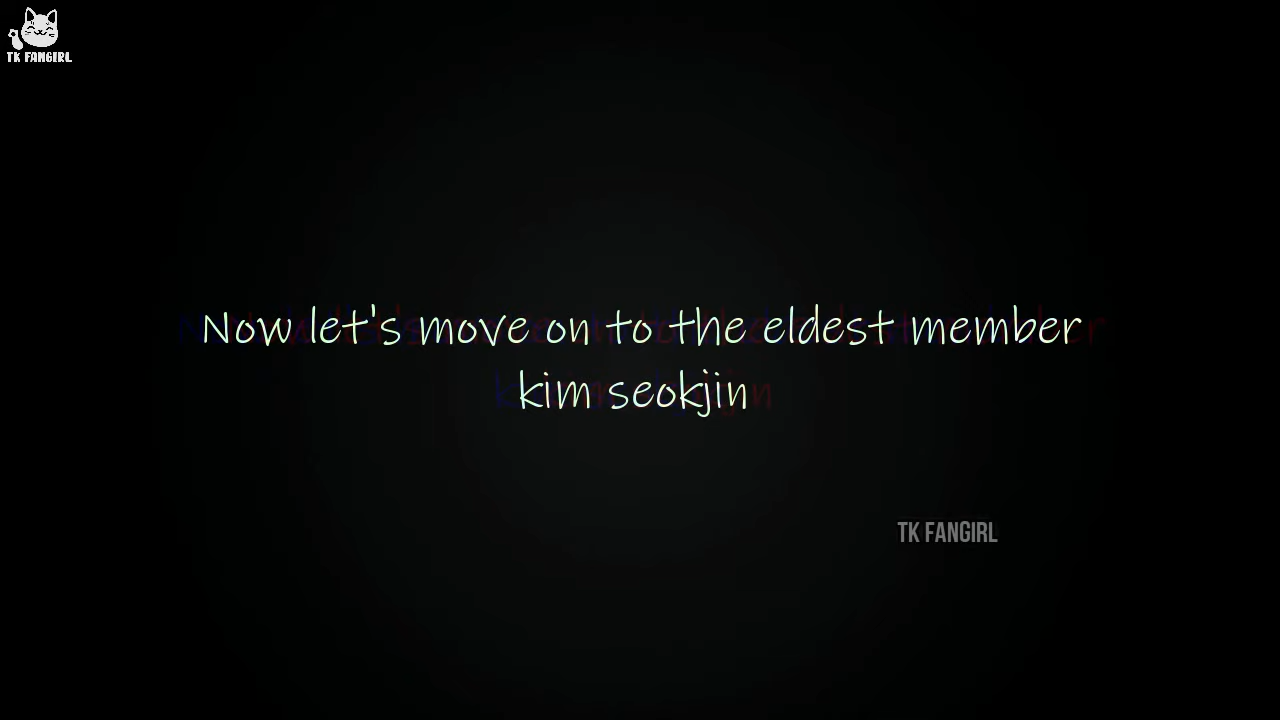 TK FANGIRL
Now let's move on to the eldest member
kim seokjin
TK FANGIRL